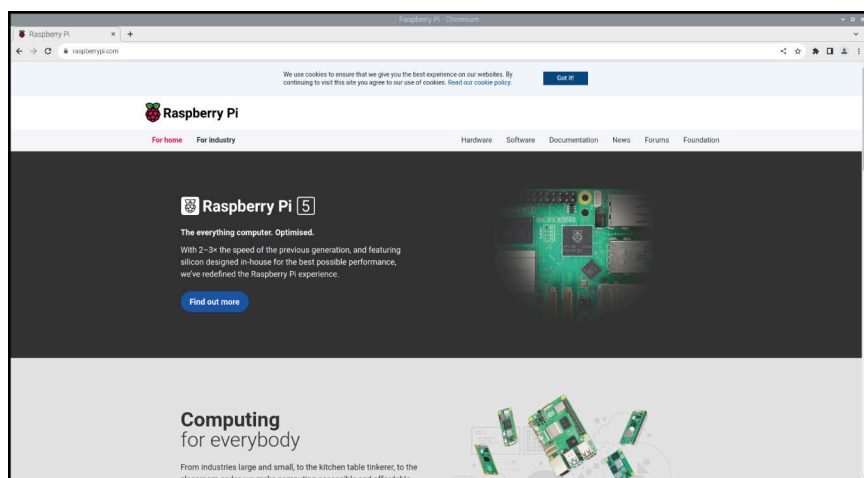 Raspberry Pi - Chromium
Raspberry Pi
raspberrypi.com
We use cookies to ensure that we give you the best experience on our websites. By
continuing to visit this site you agree to our use of cookies. Read our cookie policy.
Got it!
Raspberry Pi
For home For industry Hardware Software Documentation News Forums Foundation
Raspberry Pi 5
The everything computer. Optimised.
With 2–3× the speed of the previous generation, and featuring
silicon designed in-house for the best possible performance,
we've redefined the Raspberry Pi experience.
Find out more
Computing
for everybody
From industries large and small, to the kitchen table tinkerer, to the